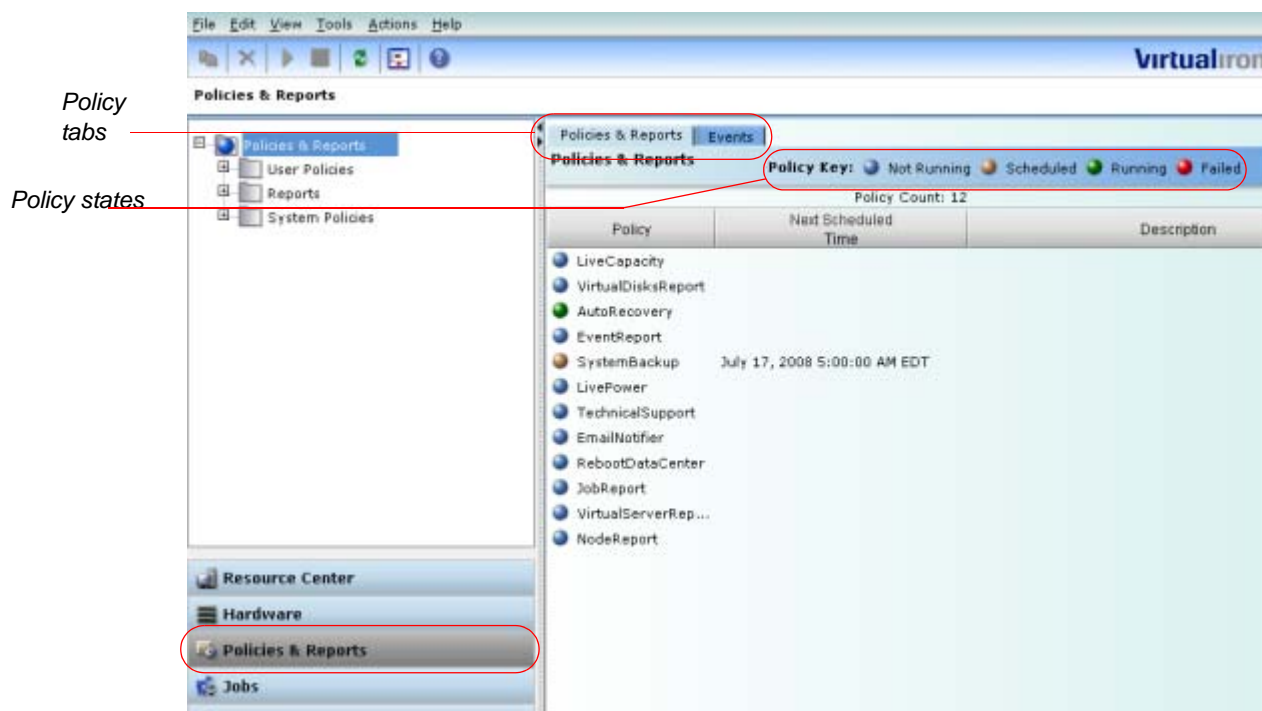 File Edit View Tools Actions Help
Virtualiron
Policies & Reports
Policy
tabs
Policy states
Policies & Reports
User Policies
Reports
System Policies
Policies & Reports Events
Policies & Reports
Policy Key: Not Running Scheduled Running Failed
Policy Count: 12
Policy Next Scheduled Time Description
LiveCapacity
VirtualDisksReport
AutoRecovery
EventReport
SystemBackup July 17, 2008 5:00:00 AM EDT
LivePower
TechnicalSupport
EmailNotifier
RebootDataCenter
JobReport
VirtualServerRep...
NodeReport
Resource Center
Hardware
Policies & Reports
Jobs